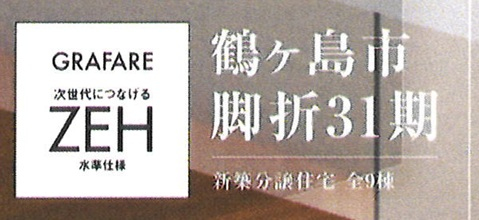 GRAFARE
次世代につなげる
ZEH
水準仕様
鶴ヶ島市
脚折31期
新築分譲住宅 全9棟